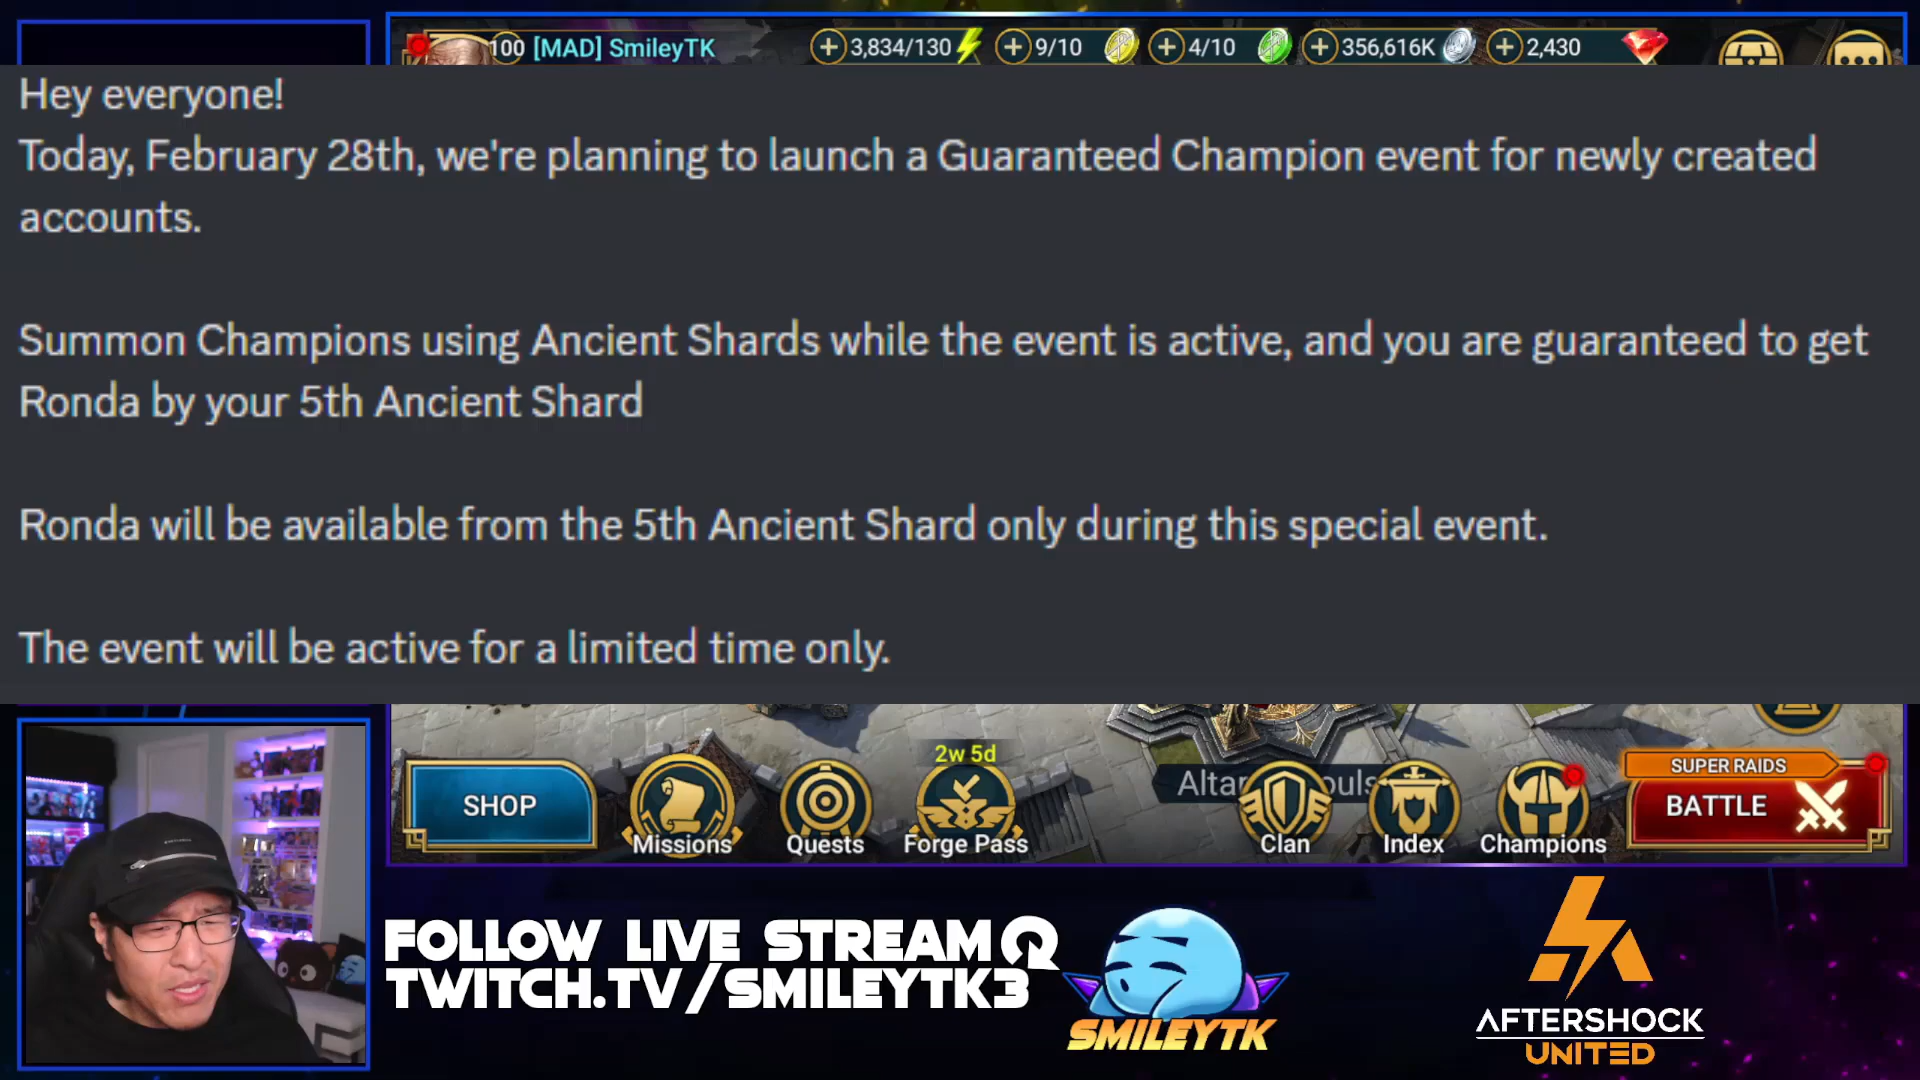 100 [MAD] SmileyTK
3,834/130
9/10
4/10
356,616K
2,430
Hey everyone!
Today, February 28th, we're planning to launch a Guaranteed Champion event for newly created
accounts.
Summon Champions using Ancient Shards while the event is active, and you are guaranteed to get
Ronda by your 5th Ancient Shard
Ronda will be available from the 5th Ancient Shard only during this special event.
The event will be active for a limited time only.
2w 5d
SUPER RAIDS
SHOP
BATTLE
Missions
Quests
Forge Pass
Clan
Index
Champions
FOLLOW LIVE STREAM
TWITCH.TV/SMILEYTK3
SMILEYTK
AFTERSHOCK
UNITED